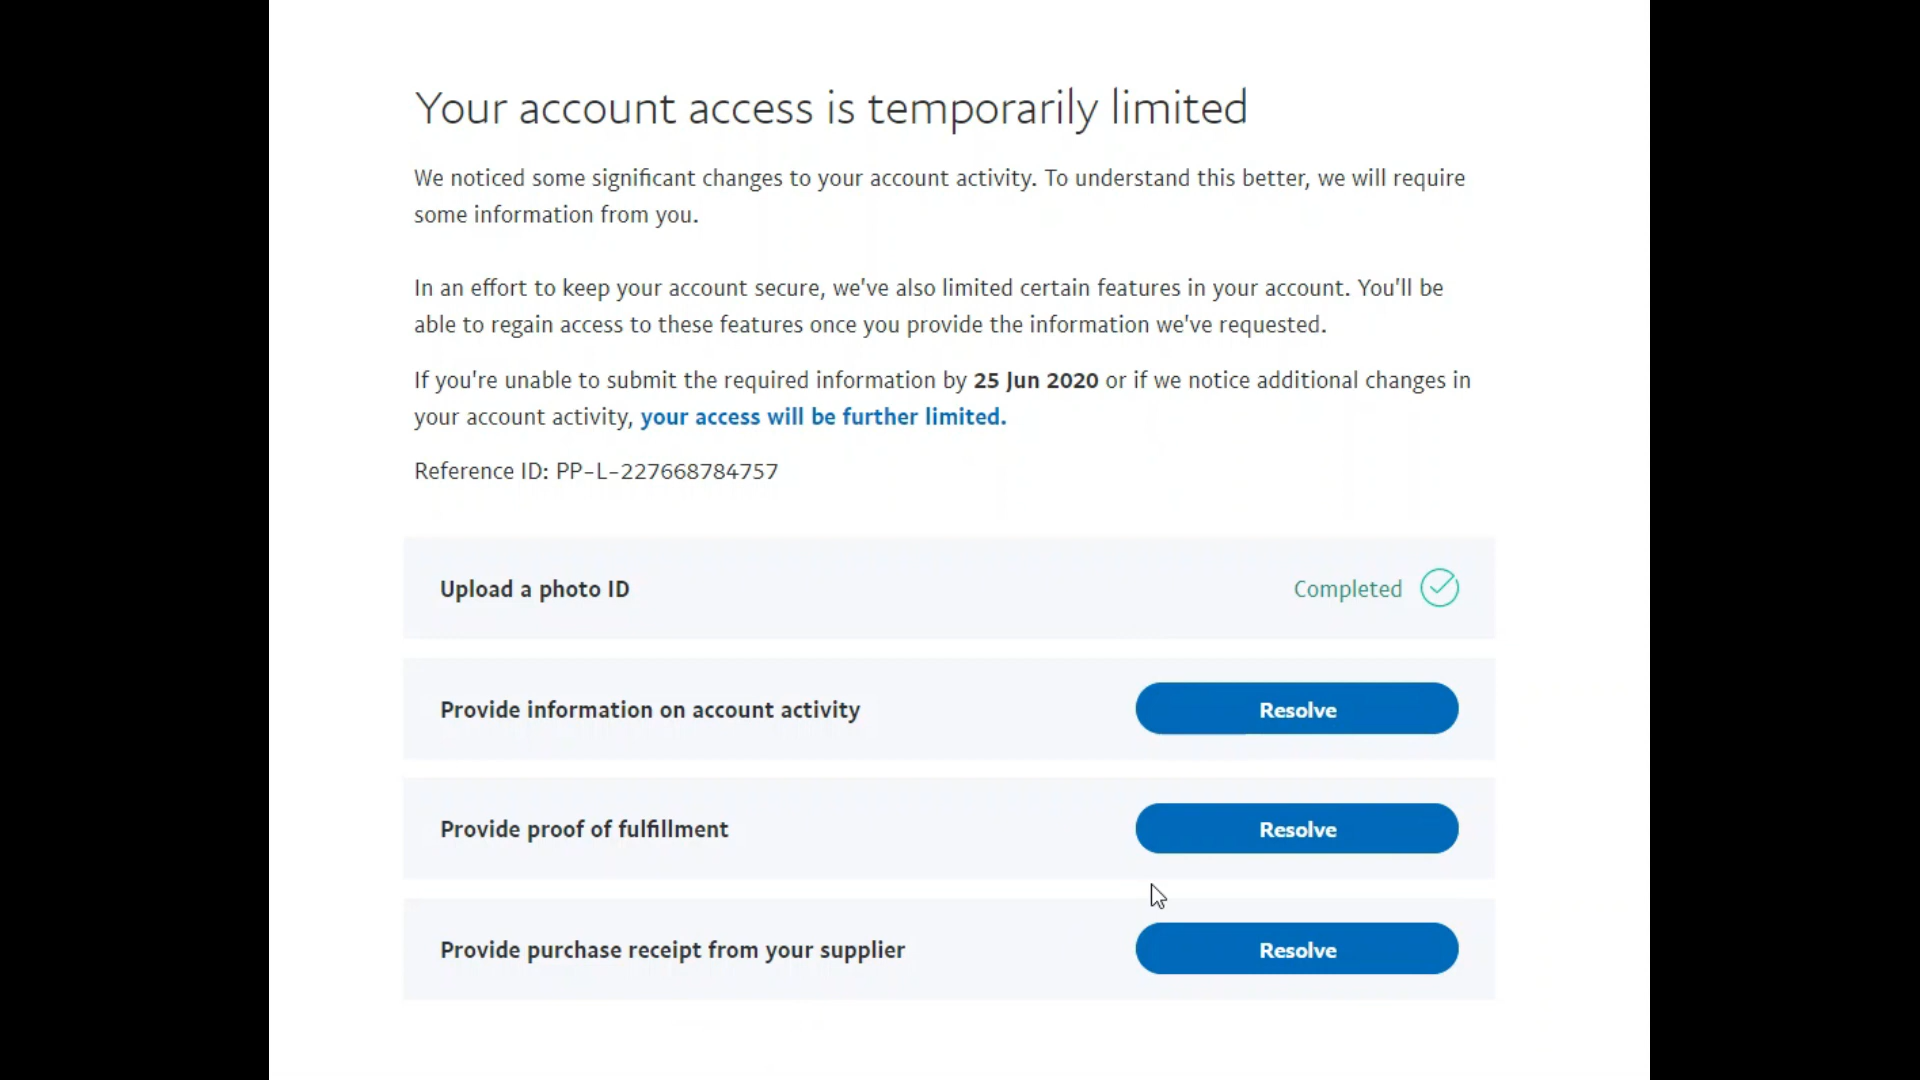 Your account access is temporarily limited
We noticed some significant changes to your account activity. To understand this better, we will require
some information from you.
In an effort to keep your account secure, we've also limited certain features in your account. You'll be
able to regain access to these features once you provide the information we've requested.
If you're unable to submit the required information by 25 Jun 2020 or if we notice additional changes in
your account activity, your access will be further limited.
Reference ID: PP-L-227668784757
Upload a photo ID Completed
Provide information on account activity Resolve
Provide proof of fulfillment Resolve
Provide purchase receipt from your supplier Resolve